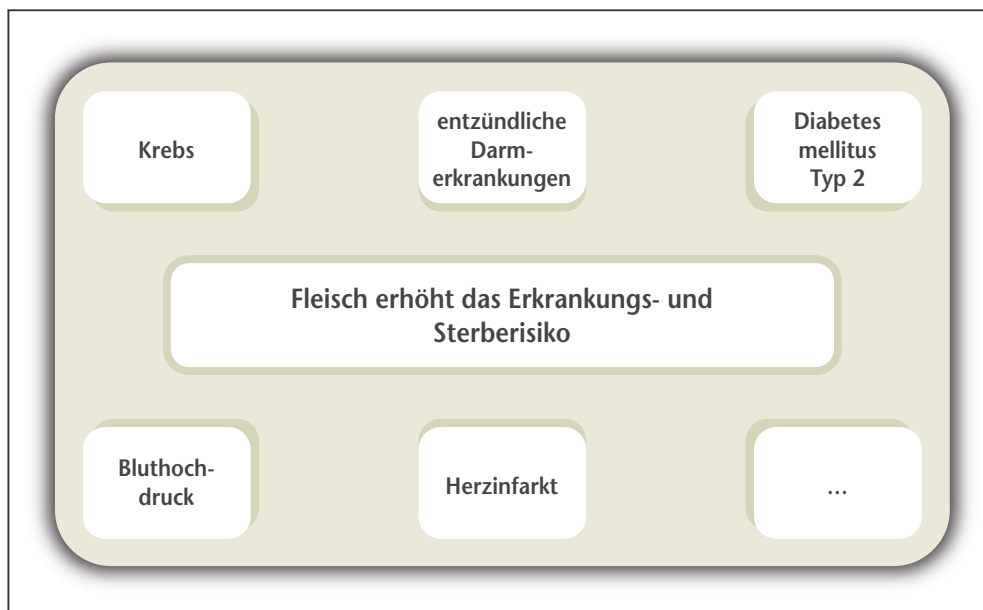 Krebs
entzündliche
Darm-
erkrankungen
Diabetes
mellitus
Typ 2
Fleisch erhöht das Erkrankungs- und
Sterberisiko
Bluthoch-
druck
Herzinfarkt
...